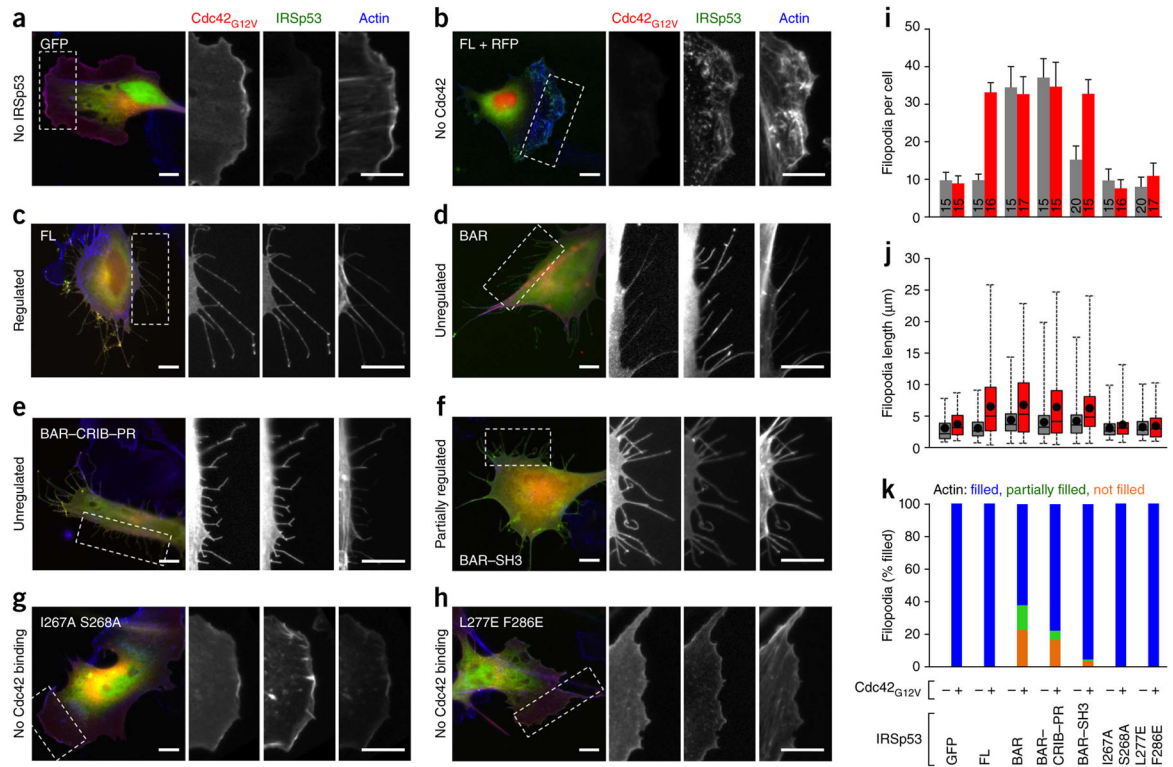 a
Cdc42G12V IRSp53 Actin
GFP
No IRSp53
b
Cdc42G12V IRSp53 Actin
FL + RFP
No Cdc42
c
FL
Regulated
d
BAR
Unregulated
e
BAR–CRIB–PR
Unregulated
f
BAR–SH3
Partially regulated
g
I267A S268A
No Cdc42 binding
h
L277E F286E
No Cdc42 binding
i
Filopodia per cell
50
40
30
20
10
0
15 15 15 16 15 17 15 15 20 15 15 16 20 17
j
Filopodia length (μm)
30
25
20
15
10
5
0
k
Actin: filled, partially filled, not filled
Filopodia (% filled)
100
80
60
40
20
0
Cdc42G12V – + – + – + – + – + – + – +
IRSp53
GFP
FL
BAR
BAR–
CRIB–PR
BAR–SH3
I267A
S268A
L277E
F286E